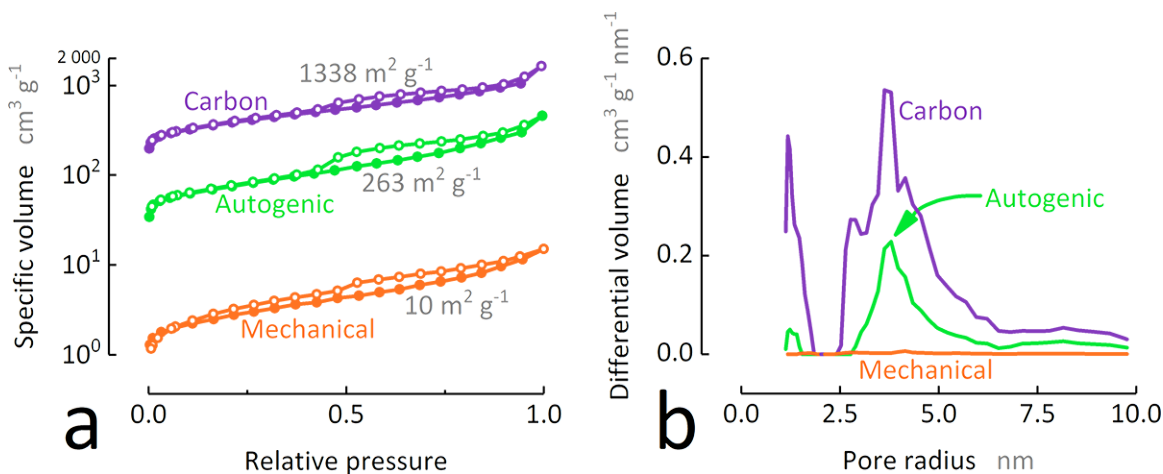 Specific volume cm³ g⁻¹
2 000
10³
10²
10¹
10⁰
1338 m² g⁻¹
Carbon
263 m² g⁻¹
Autogenic
10 m² g⁻¹
Mechanical
0.0 0.5 1.0
a
Relative pressure
Differential volume cm³ g⁻¹ nm⁻¹
0.6
0.4
0.2
0.0
Carbon
Autogenic
Mechanical
0.0 2.5 5.0 7.5 10.0
b
Pore radius nm